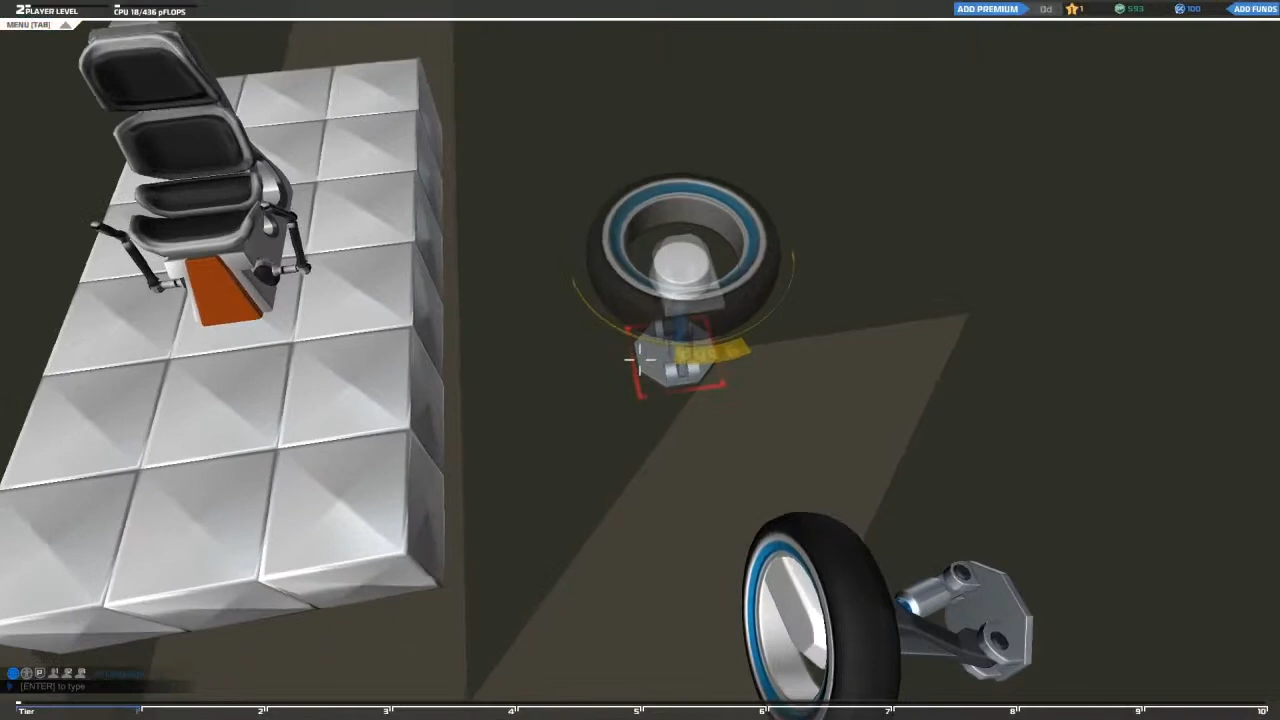 2 PLAYER LEVEL
CPU 18/436 pFLOPS
ADD PREMIUM
0d
1
593
100
ADD FUNDS
MENU [TAB]
[ENTER] to type
Tier 1 2 3 4 5 6 7 8 9 10